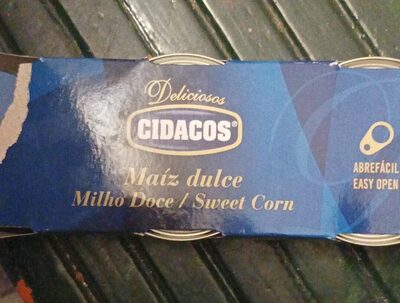 Deliciosos
CIDACOS®
Maíz dulce
Milho Doce / Sweet Corn
ABREFÁCIL
EASY OPEN